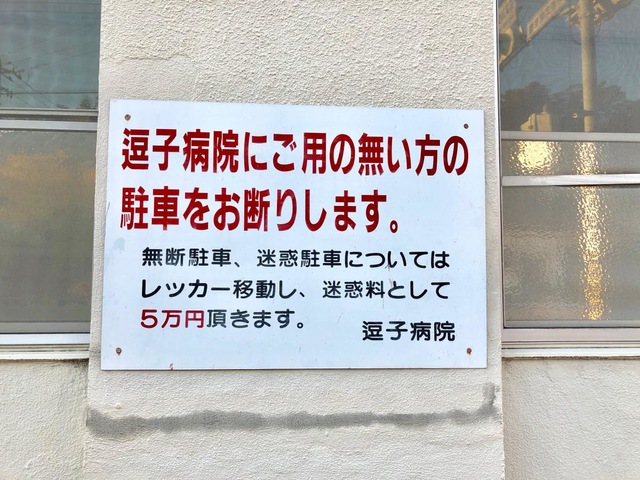 逗子病院にご用の無い方の
駐車をお断りします。
無断駐車、迷惑駐車については
レッカー移動し、迷惑料として
5万円頂きます。
逗子病院